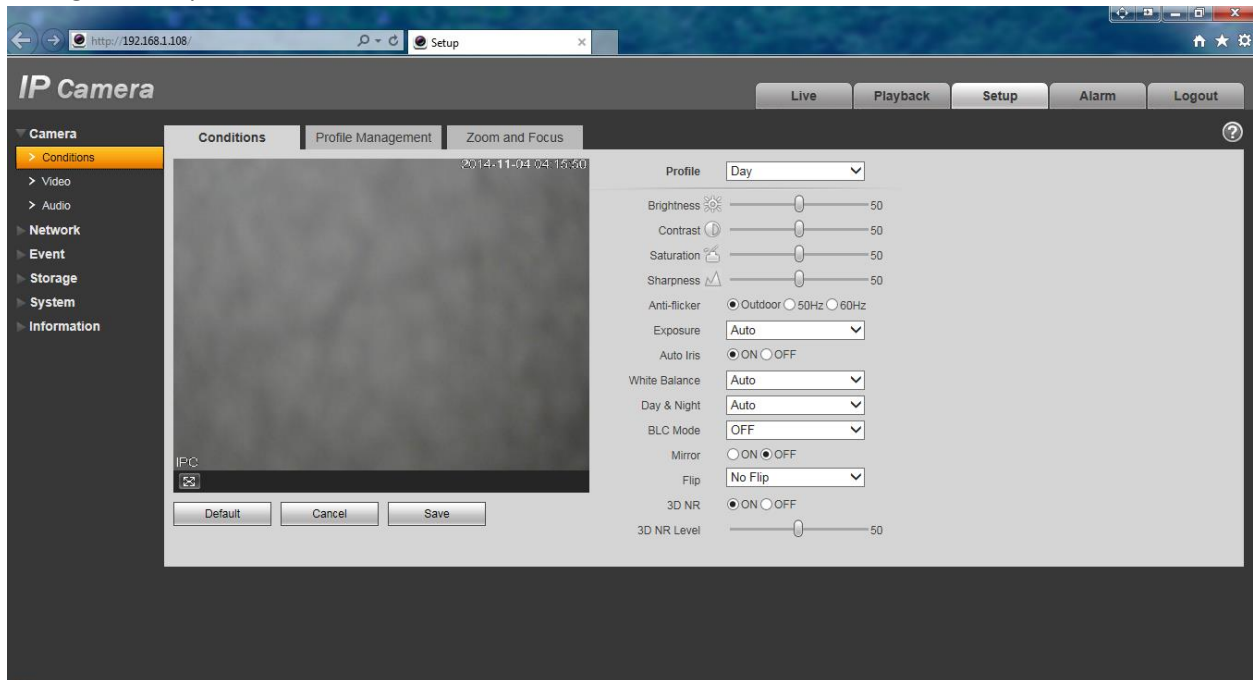 http://192.168.1.108/
Setup
IP Camera
Live
Playback
Setup
Alarm
Logout
Camera
Conditions
Video
Audio
Network
Event
Storage
System
Information
Conditions
Profile Management
Zoom and Focus
2014-11-04 04:15:50
IPC
Default
Cancel
Save
Profile Day
Brightness 50
Contrast 50
Saturation 50
Sharpness 50
Anti-flicker Outdoor 50Hz 60Hz
Exposure Auto
Auto Iris ON OFF
White Balance Auto
Day & Night Auto
BLC Mode OFF
Mirror ON OFF
Flip No Flip
3D NR ON OFF
3D NR Level 50